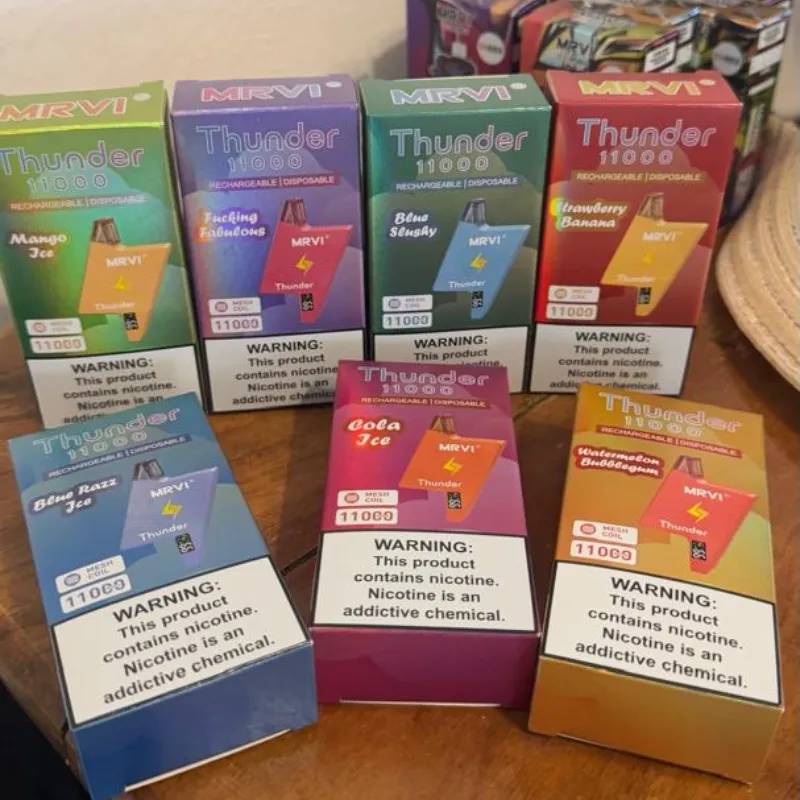 MRVI
Thunder
11000
RECHARGEABLE | DISPOSABLE
Mango
Ice
MRVI
Thunder
MESH
COIL
11000
WARNING:
This product
contains nicotine.
Nicotine is an
MRVI
Thunder
11000
RECHARGEABLE | DISPOSABLE
Fucking
Fabulous
MRVI
Thunder
MESH
COIL
11000
WARNING:
This product
contains nicotine.
Nicotine is an
addictive chemical.
MRVI
Thunder
11000
RECHARGEABLE | DISPOSABLE
Blue
Slushy
MRVI
Thunder
MESH
COIL
11000
WARNING:
This product
MRVI
Thunder
11000
RECHARGEABLE | DISPOSABLE
Strawberry
Banana
MRVI
Thunder
MESH
COIL
11000
WARNING:
This product
contains nicotine.
Nicotine is an
MRVI
Thunder
11000
RECHARGEABLE | DISPOSABLE
Blue Razz
Ice
MRVI
Thunder
MESH
COIL
11000
WARNING:
This product
contains nicotine.
Nicotine is an
addictive chemical.
Thunder
11000
RECHARGEABLE | DISPOSABLE
Cola
Ice
MRVI
Thunder
MESH
COIL
11000
WARNING:
This product
contains nicotine.
Nicotine is an
addictive chemical.
Thunder
11000
RECHARGEABLE | DISPOSABLE
Watermelon
Bubblegum
MRVI
Thunder
MESH
COIL
11000
WARNING:
This product
contains nicotine.
Nicotine is an
addictive chemical.